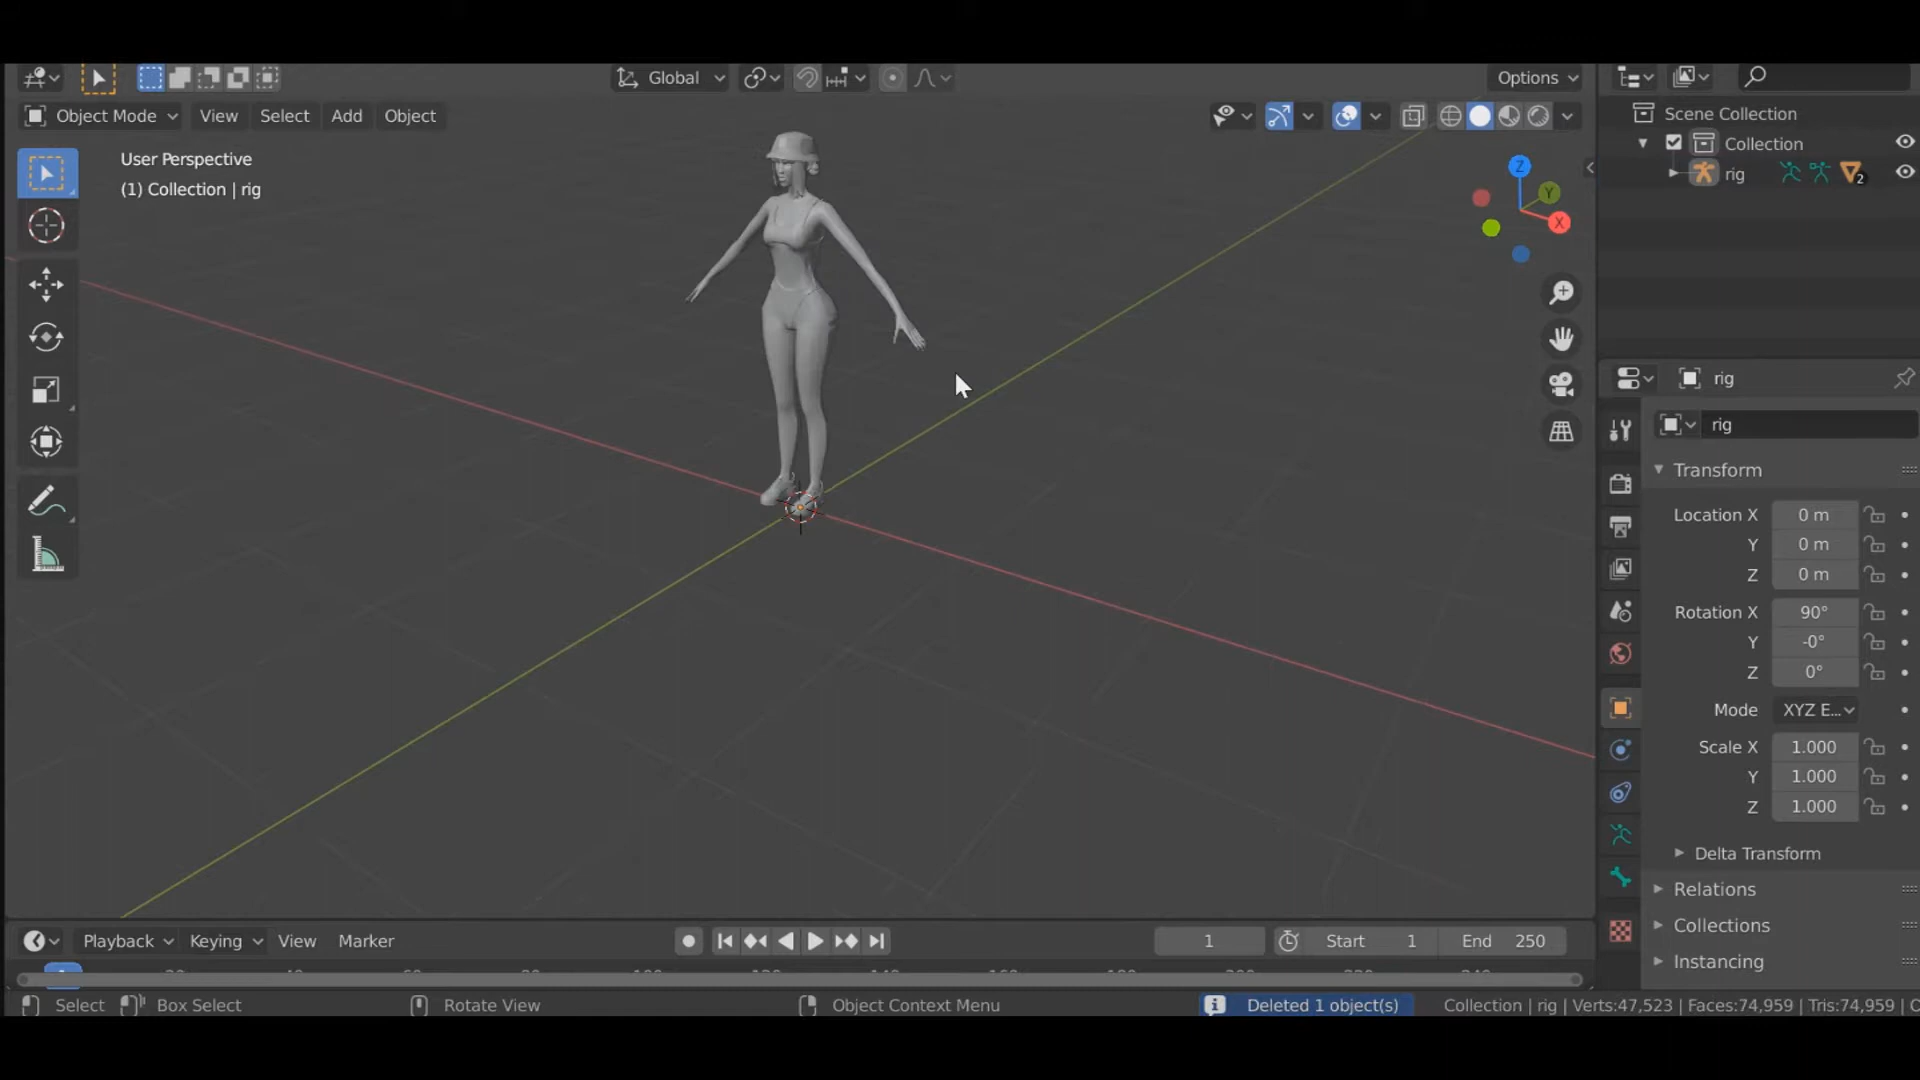 Global
Options
Object Mode View Select Add Object
User Perspective
(1) Collection | rig
Z
Y
X
Scene Collection
Collection
rig
2
rig
rig
Transform
Location X 0 m
Y 0 m
Z 0 m
Rotation X 90°
Y -0°
Z 0°
Mode XYZ E...
Scale X 1.000
Y 1.000
Z 1.000
Delta Transform
Relations
Collections
Instancing
Playback Keying View Marker
1 Start 1 End 250
Select Box Select Rotate View Object Context Menu Deleted 1 object(s) Collection | rig | Verts:47,523 | Faces:74,959 | Tris:74,959 | O